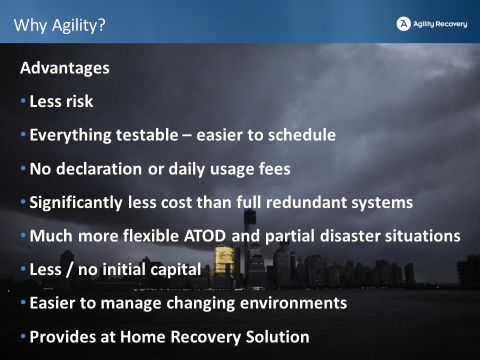 Why Agility?
Agility Recovery
Advantages
• Less risk
• Everything testable – easier to schedule
• No declaration or daily usage fees
• Significantly less cost than full redundant systems
• Much more flexible ATOD and partial disaster situations
• Less / no initial capital
• Easier to manage changing environments
• Provides at Home Recovery Solution